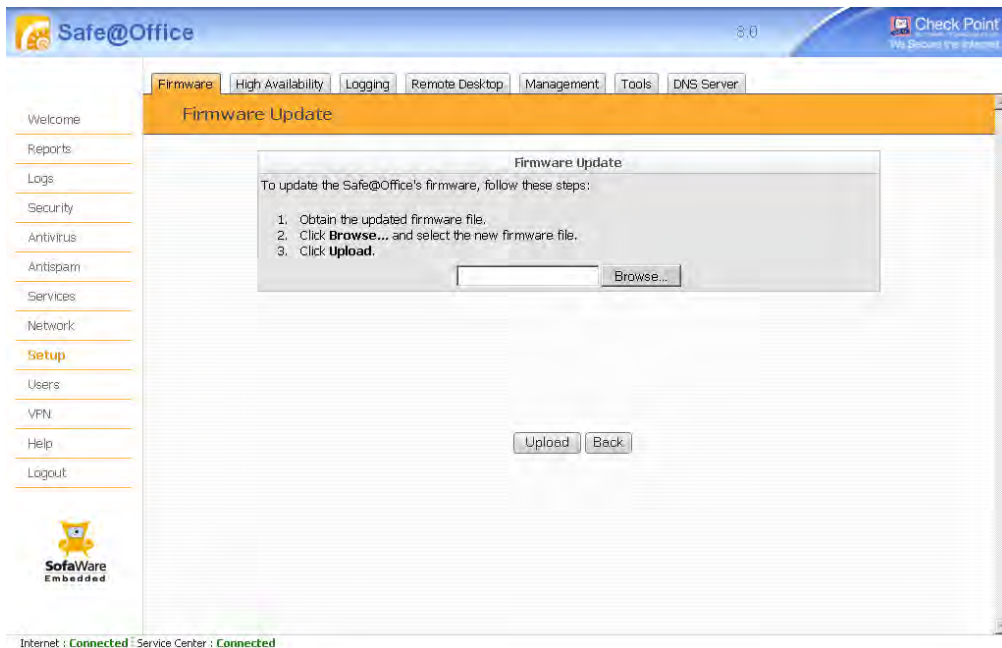 Safe@Office
8.0
Check Point
We Secure the Internet
Firmware
High Availability
Logging
Remote Desktop
Management
Tools
DNS Server
Firmware Update
Welcome
Reports
Logs
Security
Antivirus
Antispam
Services
Network
Setup
Users
VPN
Help
Logout
Firmware Update
To update the Safe@Office's firmware, follow these steps:
1. Obtain the updated firmware file.
2. Click Browse... and select the new firmware file.
3. Click Upload.
Browse...
Upload
Back
SofaWare
Embedded
Internet : Connected Service Center : Connected